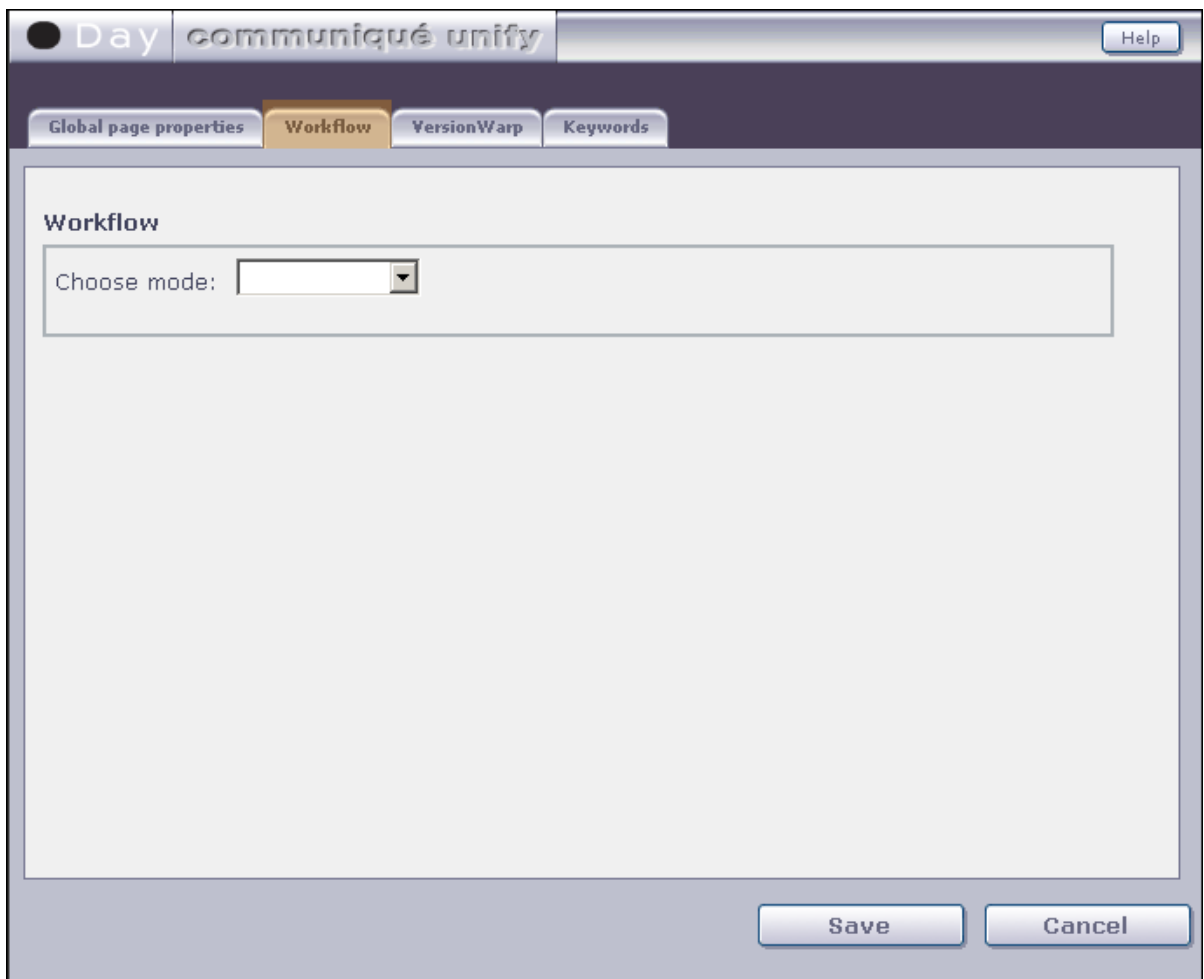 Day communiqué unify Help
Global page properties Workflow VersionWarp Keywords
Workflow
Choose mode:
Save Cancel